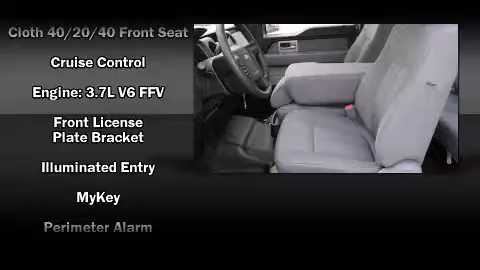 Cloth 40/20/40 Front Seat
Cruise Control
Engine: 3.7L V6 FFV
Front License
Plate Bracket
Illuminated Entry
MyKey
Perimeter Alarm